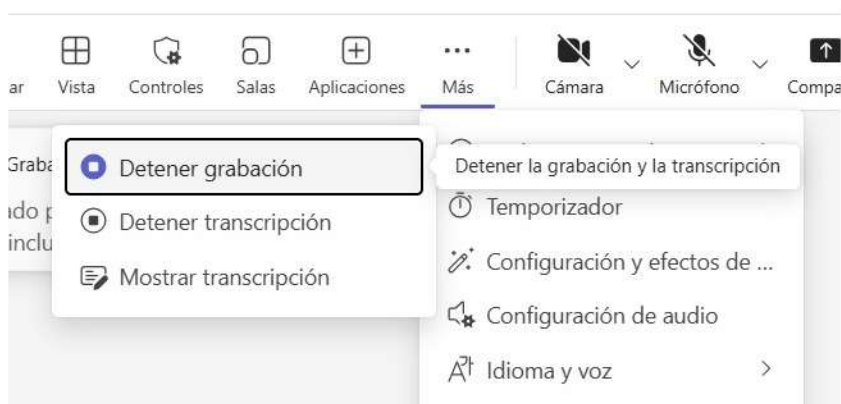 ar Vista Controles Salas Aplicaciones Más Cámara Micrófono Compa
Graba
ado p
inclu
Detener grabación
Detener transcripción
Mostrar transcripción
Detener la grabación y la transcripción
Temporizador
Configuración y efectos de ...
Configuración de audio
Idioma y voz